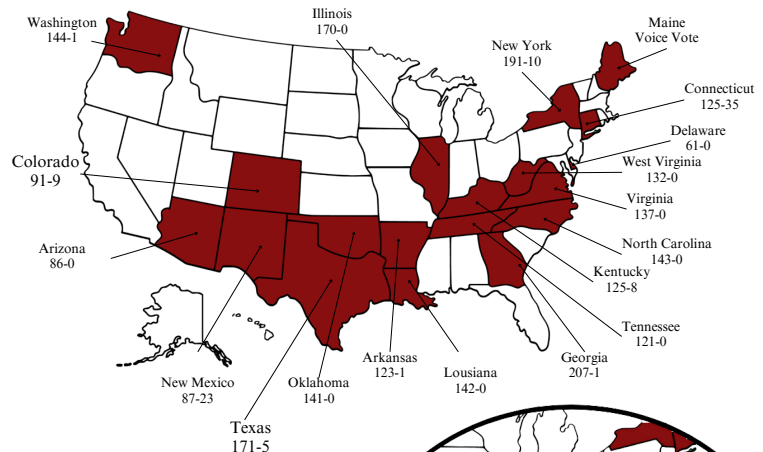 Washington
144-1
Illinois
170-0
Maine
Voice Vote
New York
191-10
Connecticut
125-35
Delaware
61-0
Colorado
91-9
West Virginia
132-0
Virginia
137-0
Arizona
86-0
North Carolina
143-0
Kentucky
125-8
Tennessee
121-0
New Mexico
87-23
Oklahoma
141-0
Arkansas
123-1
Lousiana
142-0
Georgia
207-1
Texas
171-5